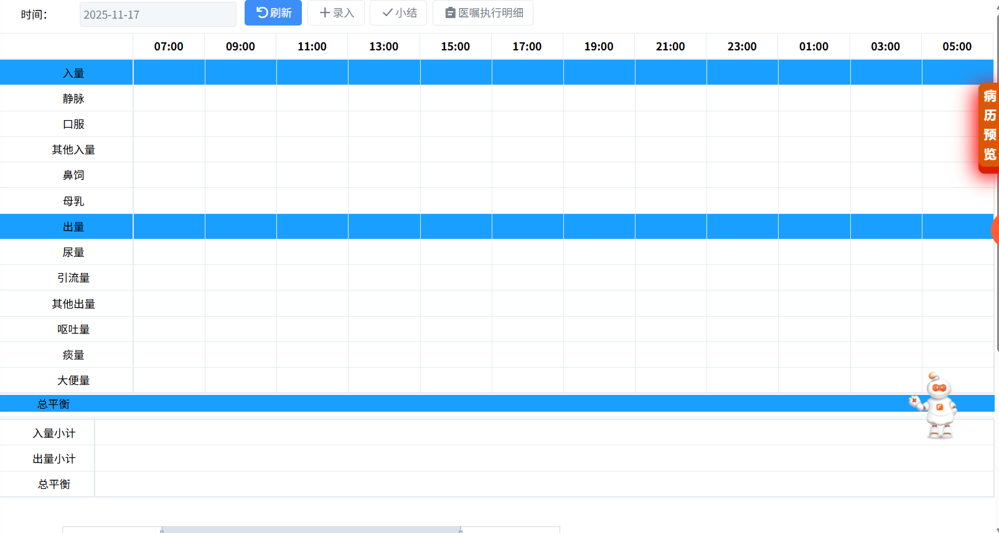 时间： 2025-11-17 刷新 录入 小结 医嘱执行明细
07:00 09:00 11:00 13:00 15:00 17:00 19:00 21:00 23:00 01:00 03:00 05:00
入量
静脉
口服
其他入量
鼻饲
母乳
出量
尿量
引流量
其他出量
呕吐量
痰量
大便量
总平衡
入量小计
出量小计
总平衡
病
历
预
览